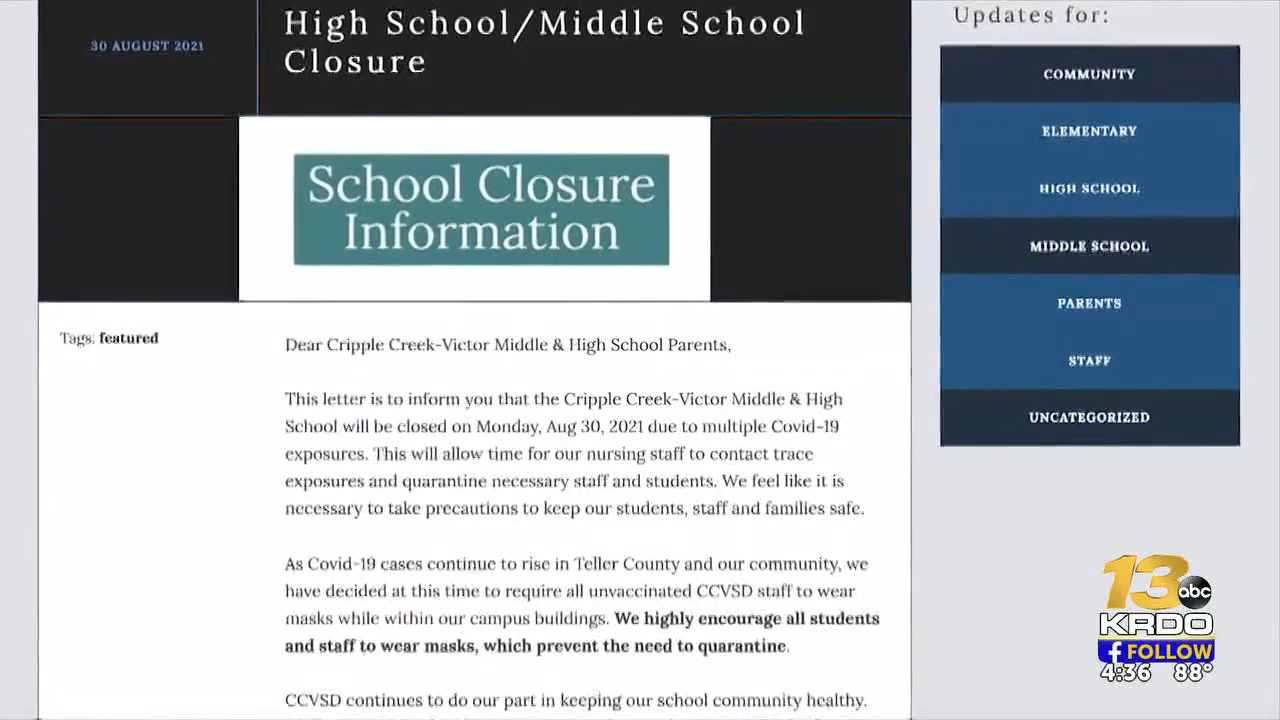 30 AUGUST 2021
High School/Middle School
Closure
School Closure
Information
Tags: featured
Dear Cripple Creek-Victor Middle & High School Parents,
This letter is to inform you that the Cripple Creek-Victor Middle & High
School will be closed on Monday, Aug 30, 2021 due to multiple Covid-19
exposures. This will allow time for our nursing staff to contact trace
exposures and quarantine necessary staff and students. We feel like it is
necessary to take precautions to keep our students, staff and families safe.
As Covid-19 cases continue to rise in Teller County and our community, we
have decided at this time to require all unvaccinated CCVSD staff to wear
masks while within our campus buildings. We highly encourage all students
and staff to wear masks, which prevent the need to quarantine.
CCVSD continues to do our part in keeping our school community healthy.
Updates for:
COMMUNITY
ELEMENTARY
HIGH SCHOOL
MIDDLE SCHOOL
PARENTS
STAFF
UNCATEGORIZED
13 abc
KRDO
f FOLLOW
4:36 88°